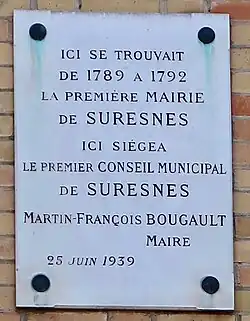 ICI SE TROUVAIT
DE 1789 A 1792
LA PREMIÈRE MAIRIE
DE SURESNES
ICI SIÉGEA
LE PREMIER CONSEIL MUNICIPAL
DE SURESNES
MARTIN-FRANÇOIS BOUGAULT
MAIRE
25 JUIN 1939